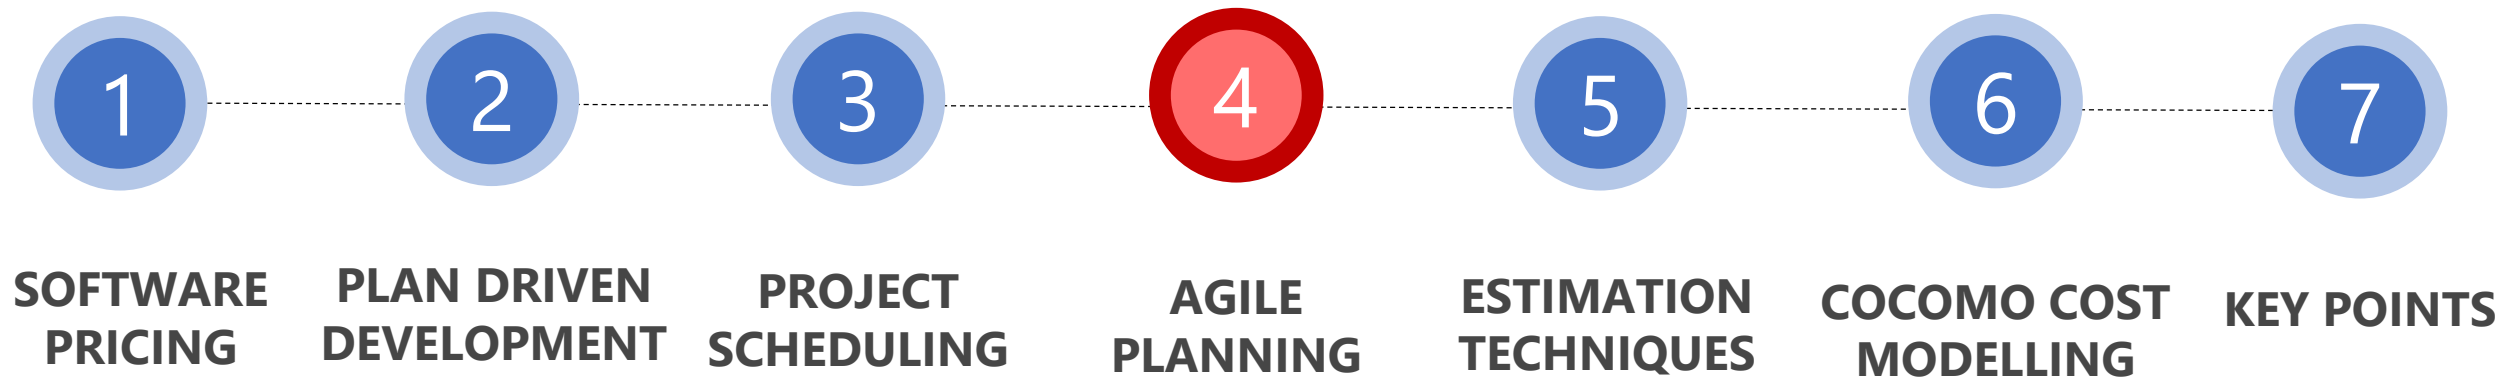 1
2
3
4
5
6
7
SOFTWARE
PRICING
PLAN DRIVEN
DEVELOPMENT
PROJECT
SCHEDULING
AGILE
PLANNING
ESTIMATION
TECHNIQUES
COCOMO COST
MODELLING
KEY POINTS